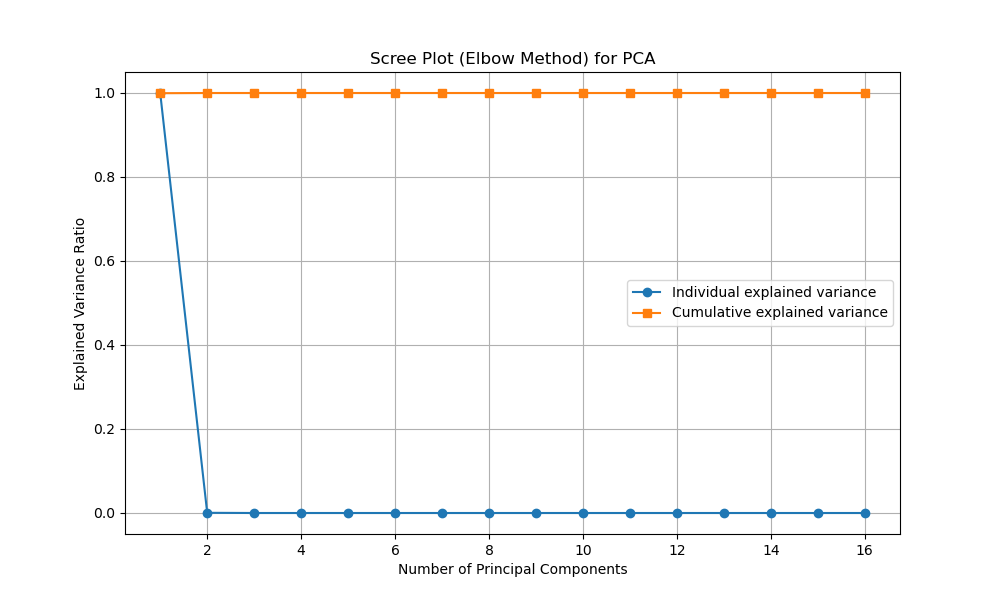 Scree Plot (Elbow Method) for PCA
Explained Variance Ratio
1.0
0.8
0.6
0.4
0.2
0.0
Individual explained variance
Cumulative explained variance
2 4 6 8 10 12 14 16
Number of Principal Components